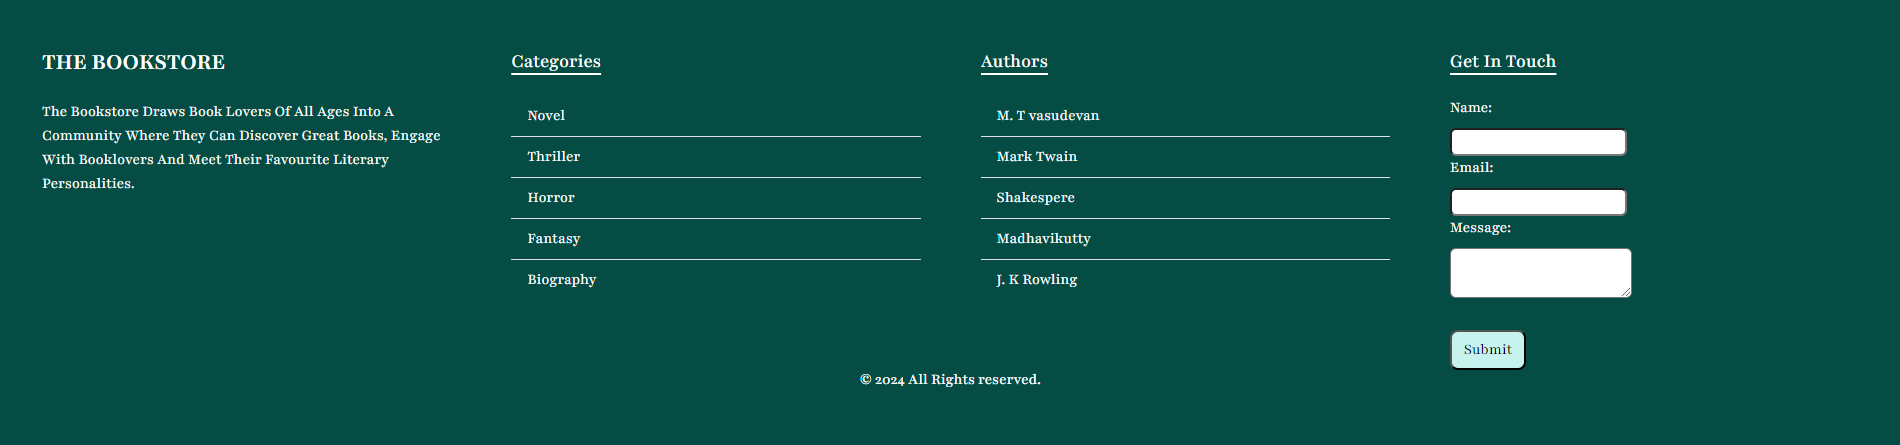 THE BOOKSTORE
The Bookstore Draws Book Lovers Of All Ages Into A
Community Where They Can Discover Great Books, Engage
With Booklovers And Meet Their Favourite Literary
Personalities.
Categories
Novel
Thriller
Horror
Fantasy
Biography
Authors
M. T vasudevan
Mark Twain
Shakespere
Madhavikutty
J. K Rowling
Get In Touch
Name:
Email:
Message:
Submit
© 2024 All Rights reserved.